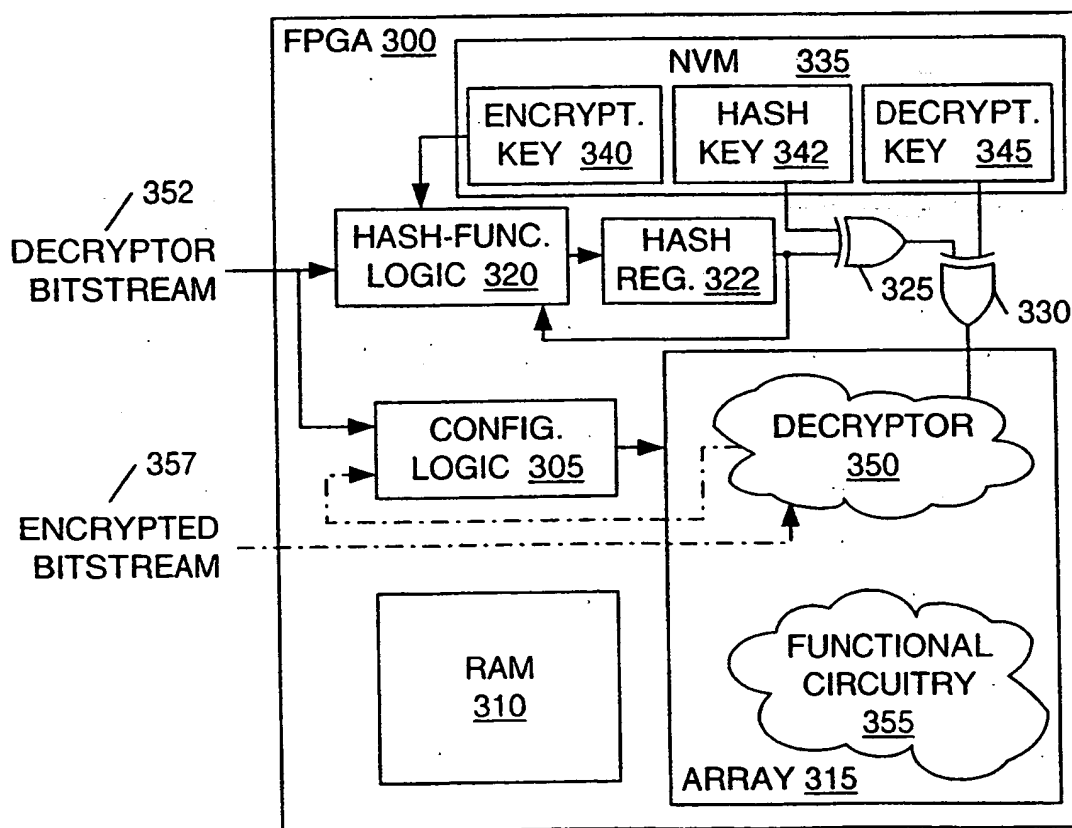 FPGA 300
NVM 335
ENCRYPT.
KEY 340
HASH
KEY 342
DECRYPT.
KEY 345
352
DECRYPTOR
BITSTREAM
HASH-FUNC.
LOGIC 320
HASH
REG. 322
325
330
CONFIG.
LOGIC 305
DECRYPTOR
350
357
ENCRYPTED
BITSTREAM
RAM
310
FUNCTIONAL
CIRCUITRY
355
ARRAY 315